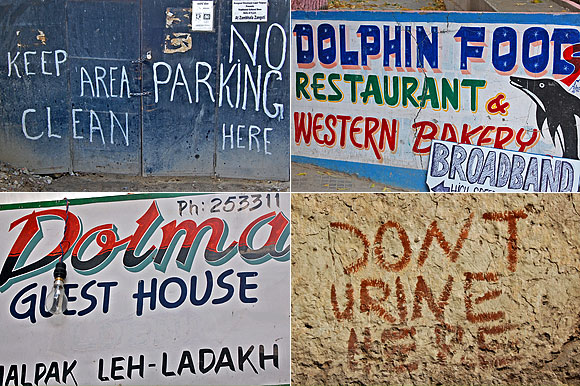 NO
KEEP AREA PARKING
CLEAN HERE
DOLPHIN FOOD
RESTAURANT &
WESTERN BAKERY
BROADBAND
Ph: 253311
Dolma
GUEST HOUSE
MALPAK LEH-LADAKH
DON'T
URINE
HERE